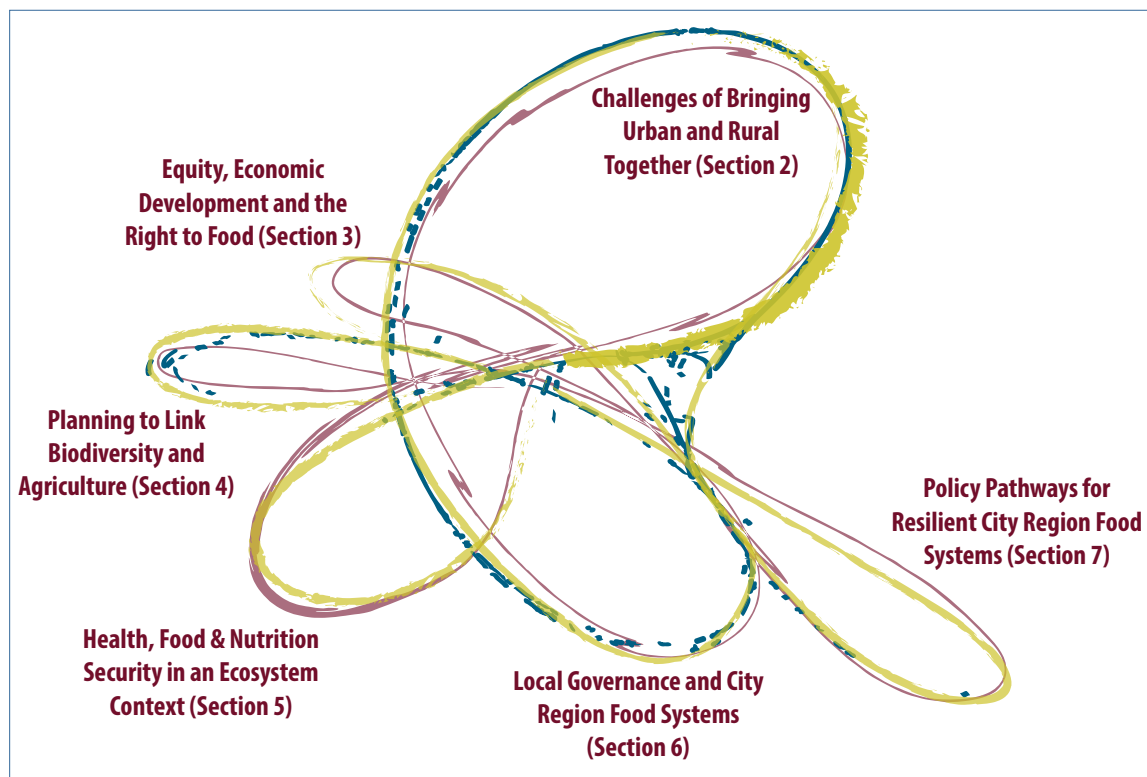 Challenges of Bringing
Urban and Rural
Together (Section 2)
Equity, Economic
Development and the
Right to Food (Section 3)
Planning to Link
Biodiversity and
Agriculture (Section 4)
Health, Food & Nutrition
Security in an Ecosystem
Context (Section 5)
Local Governance and City
Region Food Systems
(Section 6)
Policy Pathways for
Resilient City Region Food
Systems (Section 7)